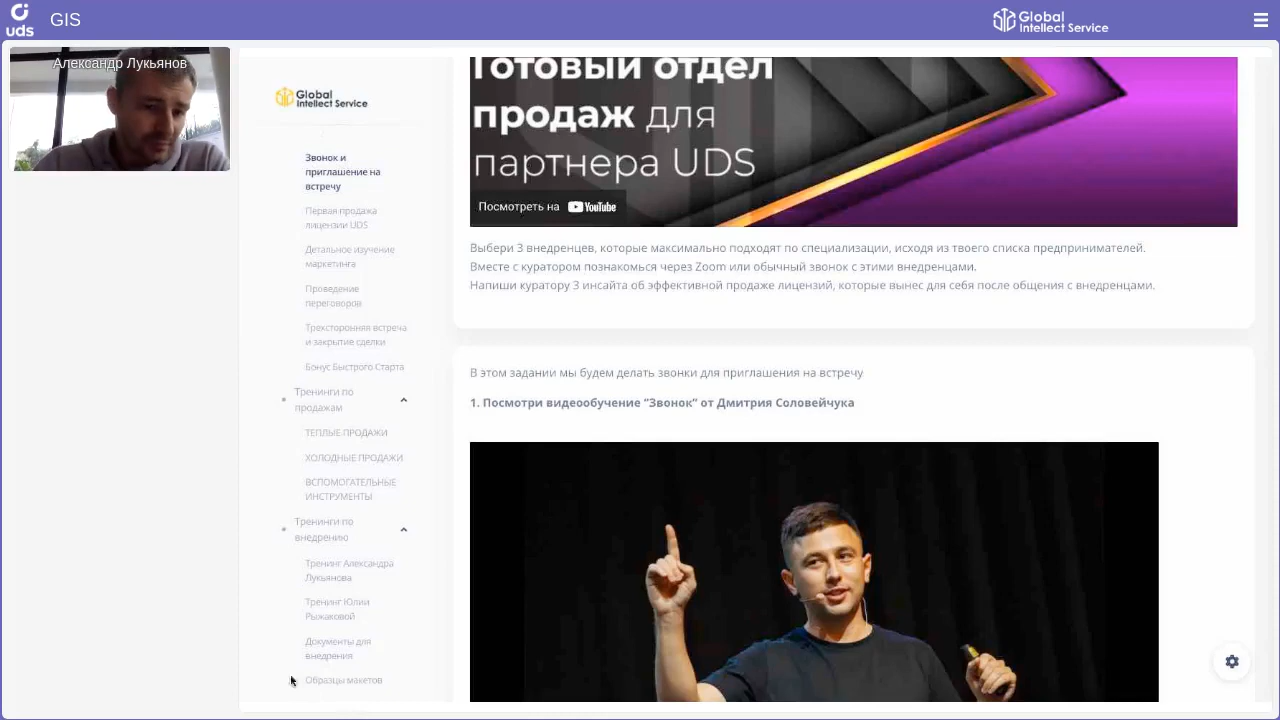 uds
GIS
Global
Intellect Service
Александр Лукьянов
Global
Intellect Service
Звонок и
приглашение на
встречу
Первая продажа
лицензии UDS
Детальное изучение
маркетинга
Проведение
переговоров
Трехсторонняя встреча
и закрытие сделки
Бонус Быстрого Старта
Тренинги по
продажам
ТЕПЛЫЕ ПРОДАЖИ
ХОЛОДНЫЕ ПРОДАЖИ
ВСПОМОГАТЕЛЬНЫЕ
ИНСТРУМЕНТЫ
Тренинги по
внедрению
Тренинг Александра
Лукьянова
Тренинг Юлии
Рыжаковой
Документы для
внедрения
Образцы макетов
Готовый отдел
продаж для
партнера UDS
Посмотреть на YouTube
Выбери 3 внедренцев, которые максимально подходят по специализации, исходя из твоего списка предпринимателей.
Вместе с куратором познакомься через Zoom или обычный звонок с этими внедренцами.
Напиши куратору 3 инсайта об эффективной продаже лицензий, которые вынес для себя после общения с внедренцами.
В этом задании мы будем делать звонки для приглашения на встречу
1. Посмотри видеообучение “Звонок” от Дмитрия Соловейчука